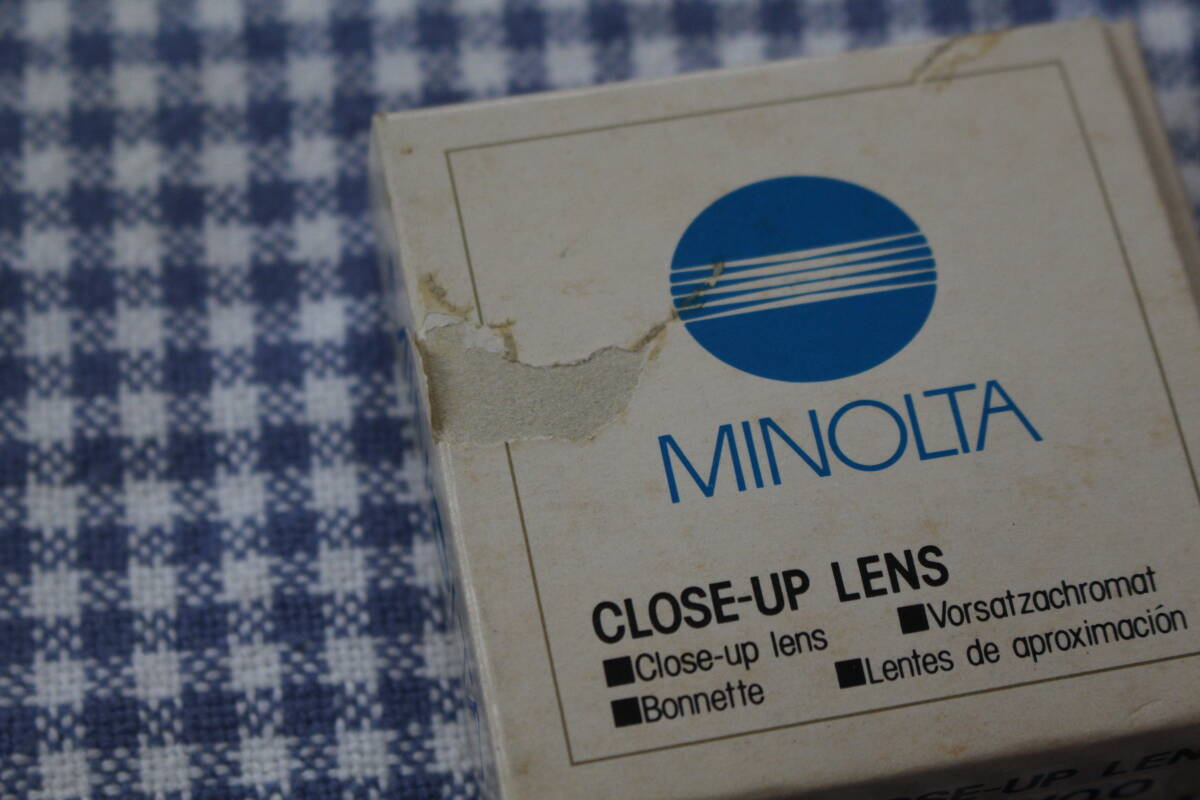 MINOLTA
CLOSE-UP LENS
■Close-up lens ■Vorsatzachromat
■Bonnette ■Lentes de aproximación